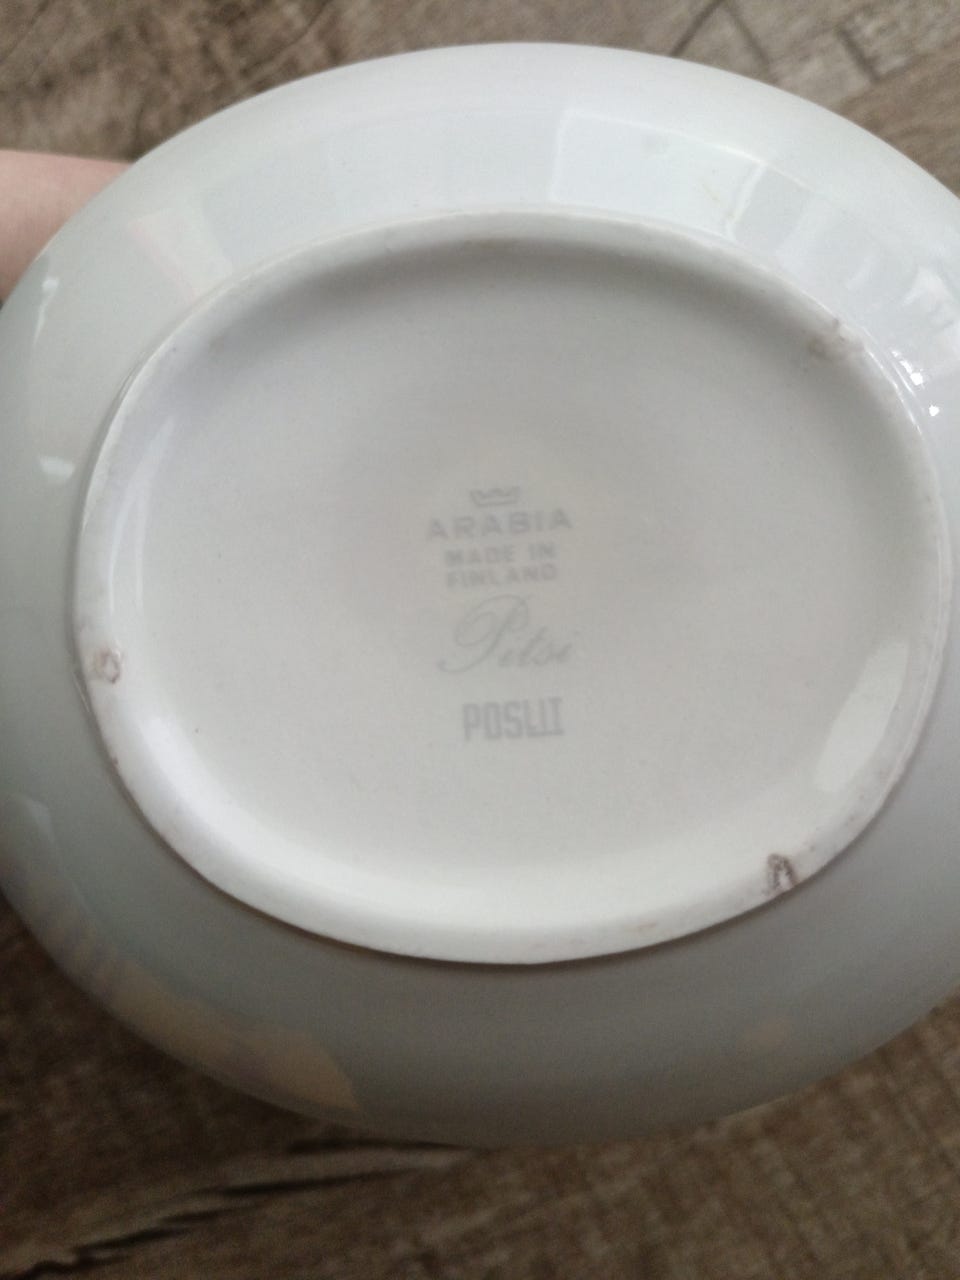 ARABIA
MADE IN
FINLAND
Pitsi
POSLII